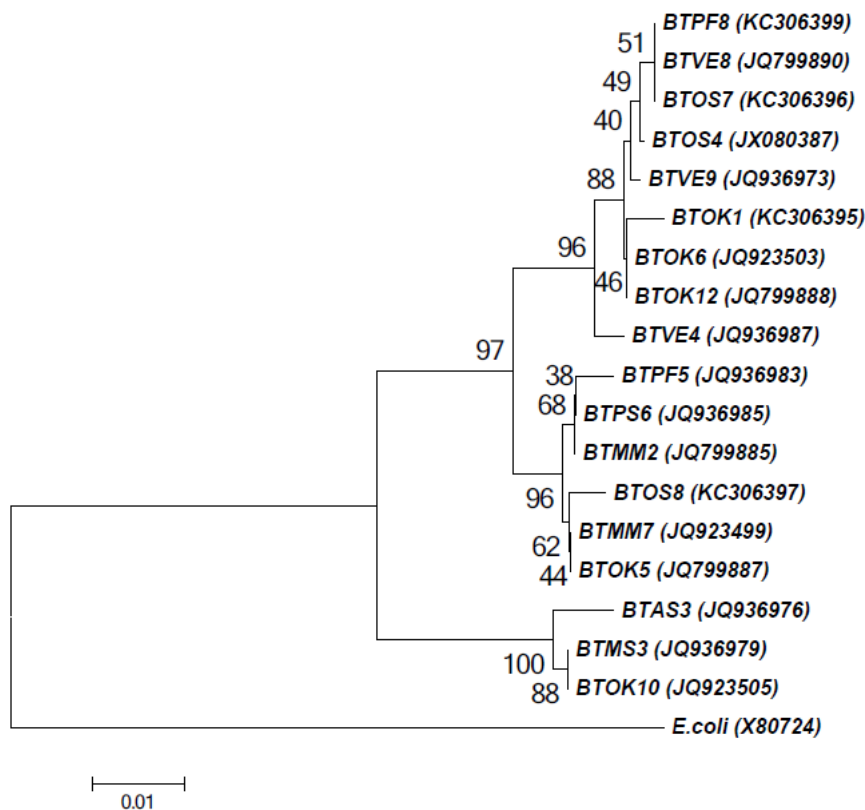 BTPF8 (KC306399)
51
BTVE8 (JQ799890)
49
BTOS7 (KC306396)
40
BTOS4 (JX080387)
88
BTVE9 (JQ936973)
BTOK1 (KC306395)
96
BTOK6 (JQ923503)
46
BTOK12 (JQ799888)
BTVE4 (JQ936987)
97
38
BTPF5 (JQ936983)
68
BTPS6 (JQ936985)
BTMM2 (JQ799885)
96
BTOS8 (KC306397)
BTMM7 (JQ923499)
62
44
BTOK5 (JQ799887)
BTAS3 (JQ936976)
BTMS3 (JQ936979)
100
88
BTOK10 (JQ923505)
E.coli (X80724)
0.01